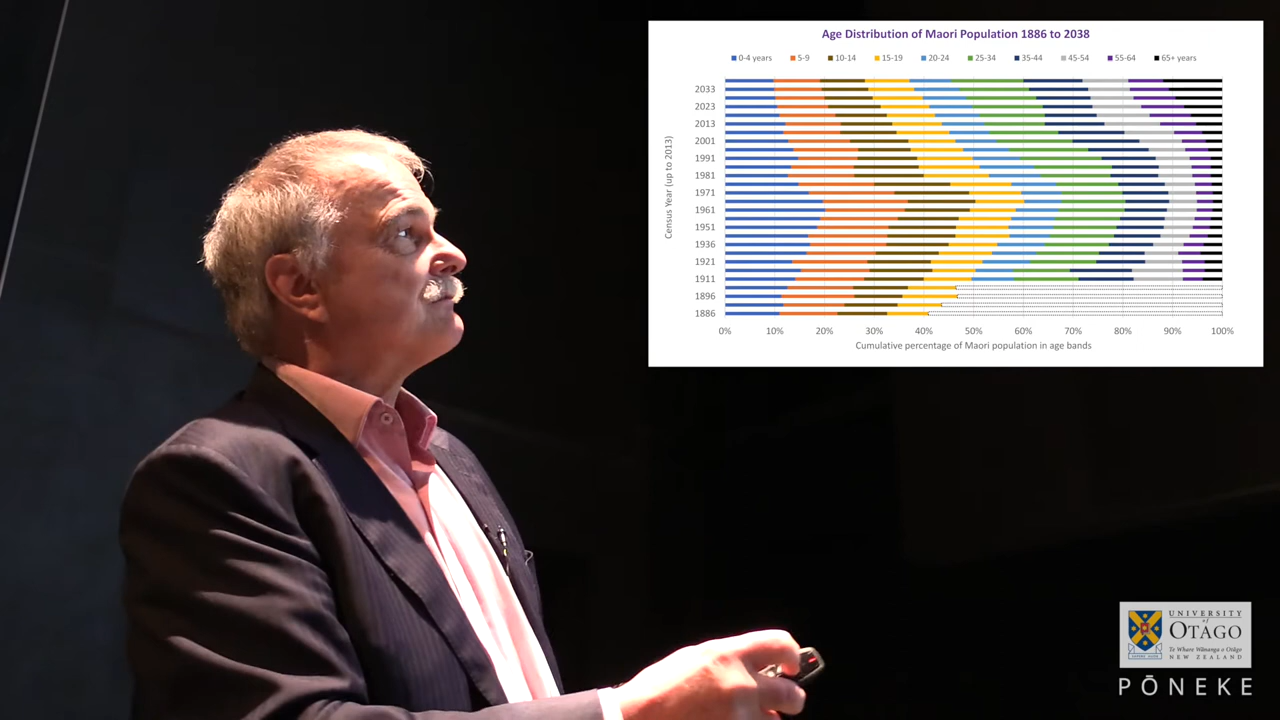 Age Distribution of Maori Population 1886 to 2038
0-4 years 5-9 10-14 15-19 20-24 25-34 35-44 45-54 55-64 65+ years
Census Year (up to 2013)
2033
2023
2013
2001
1991
1981
1971
1961
1951
1936
1921
1911
1896
1886
0% 10% 20% 30% 40% 50% 60% 70% 80% 90% 100%
Cumulative percentage of Maori population in age bands
UNIVERSITY
of
OTAGO
Te Whare Wānanga o Otāgo
NEW ZEALAND
PŌNEKE